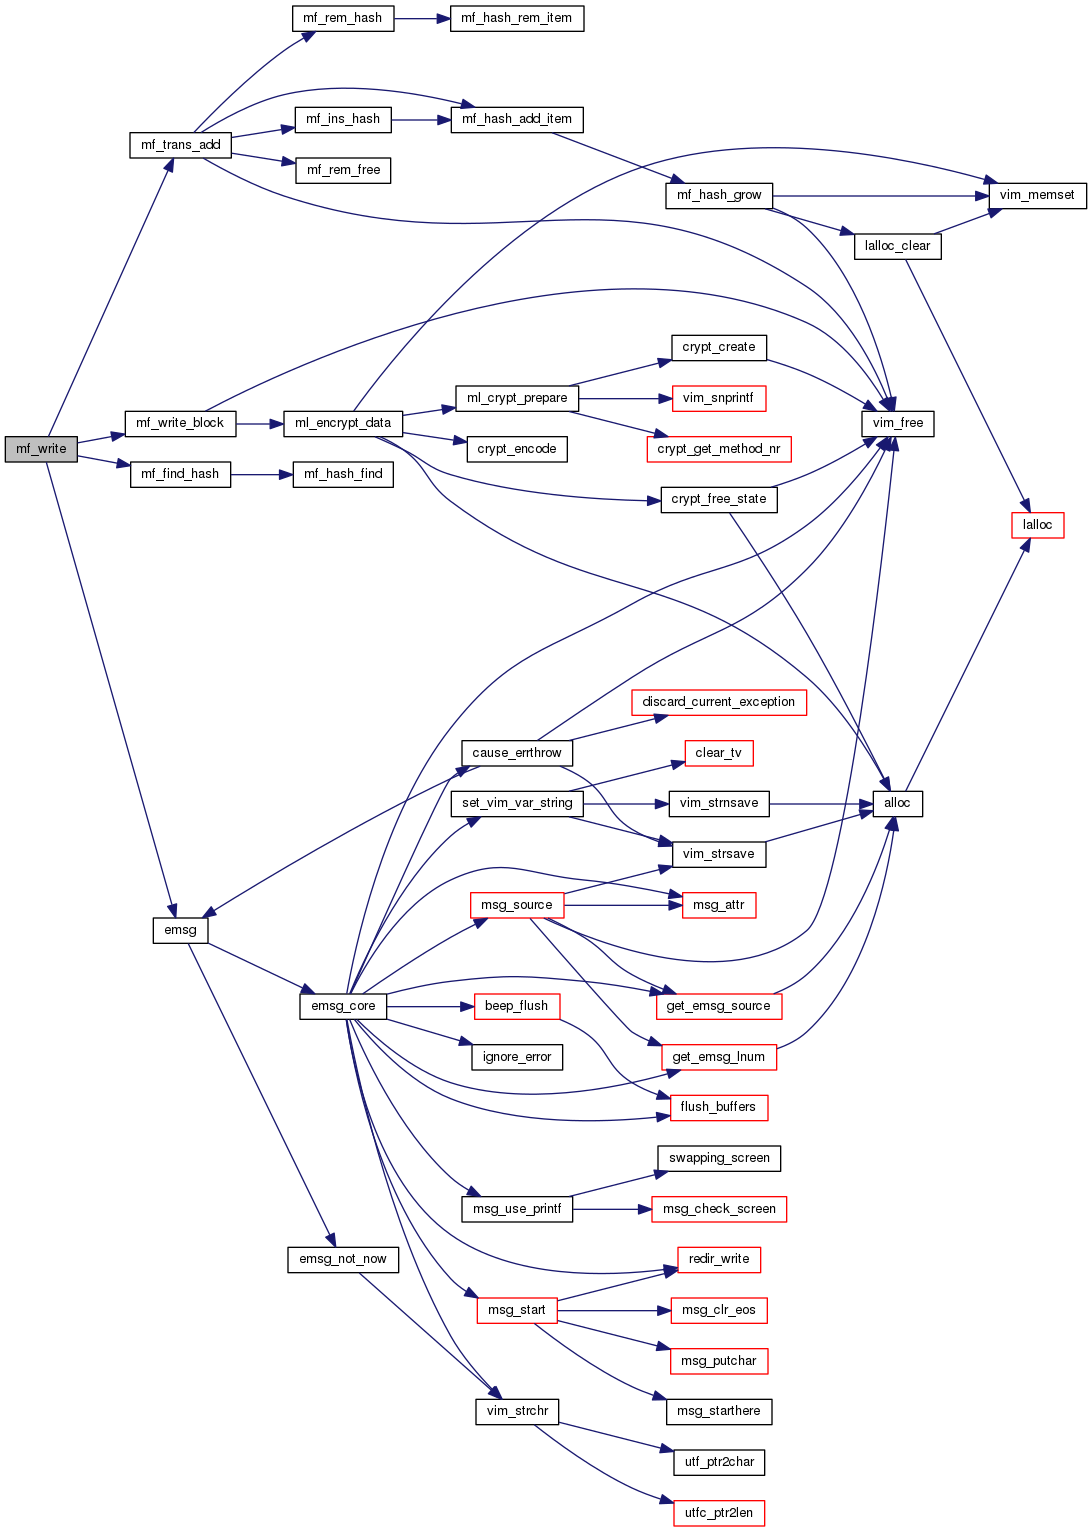 mf_rem_hash
mf_hash_rem_item
mf_ins_hash
mf_hash_add_item
mf_trans_add
mf_rem_free
mf_hash_grow
vim_memset
lalloc_clear
crypt_create
ml_crypt_prepare
vim_snprintf
mf_write_block
ml_encrypt_data
vim_free
mf_write
crypt_encode
crypt_get_method_nr
mf_find_hash
mf_hash_find
crypt_free_state
lalloc
discard_current_exception
cause_errthrow
clear_tv
set_vim_var_string
vim_strnsave
alloc
vim_strsave
msg_source
msg_attr
emsg
emsg_core
beep_flush
get_emsg_source
ignore_error
get_emsg_lnum
flush_buffers
swapping_screen
msg_use_printf
msg_check_screen
emsg_not_now
redir_write
msg_start
msg_clr_eos
msg_putchar
vim_strchr
msg_starthere
utf_ptr2char
utfc_ptr2len